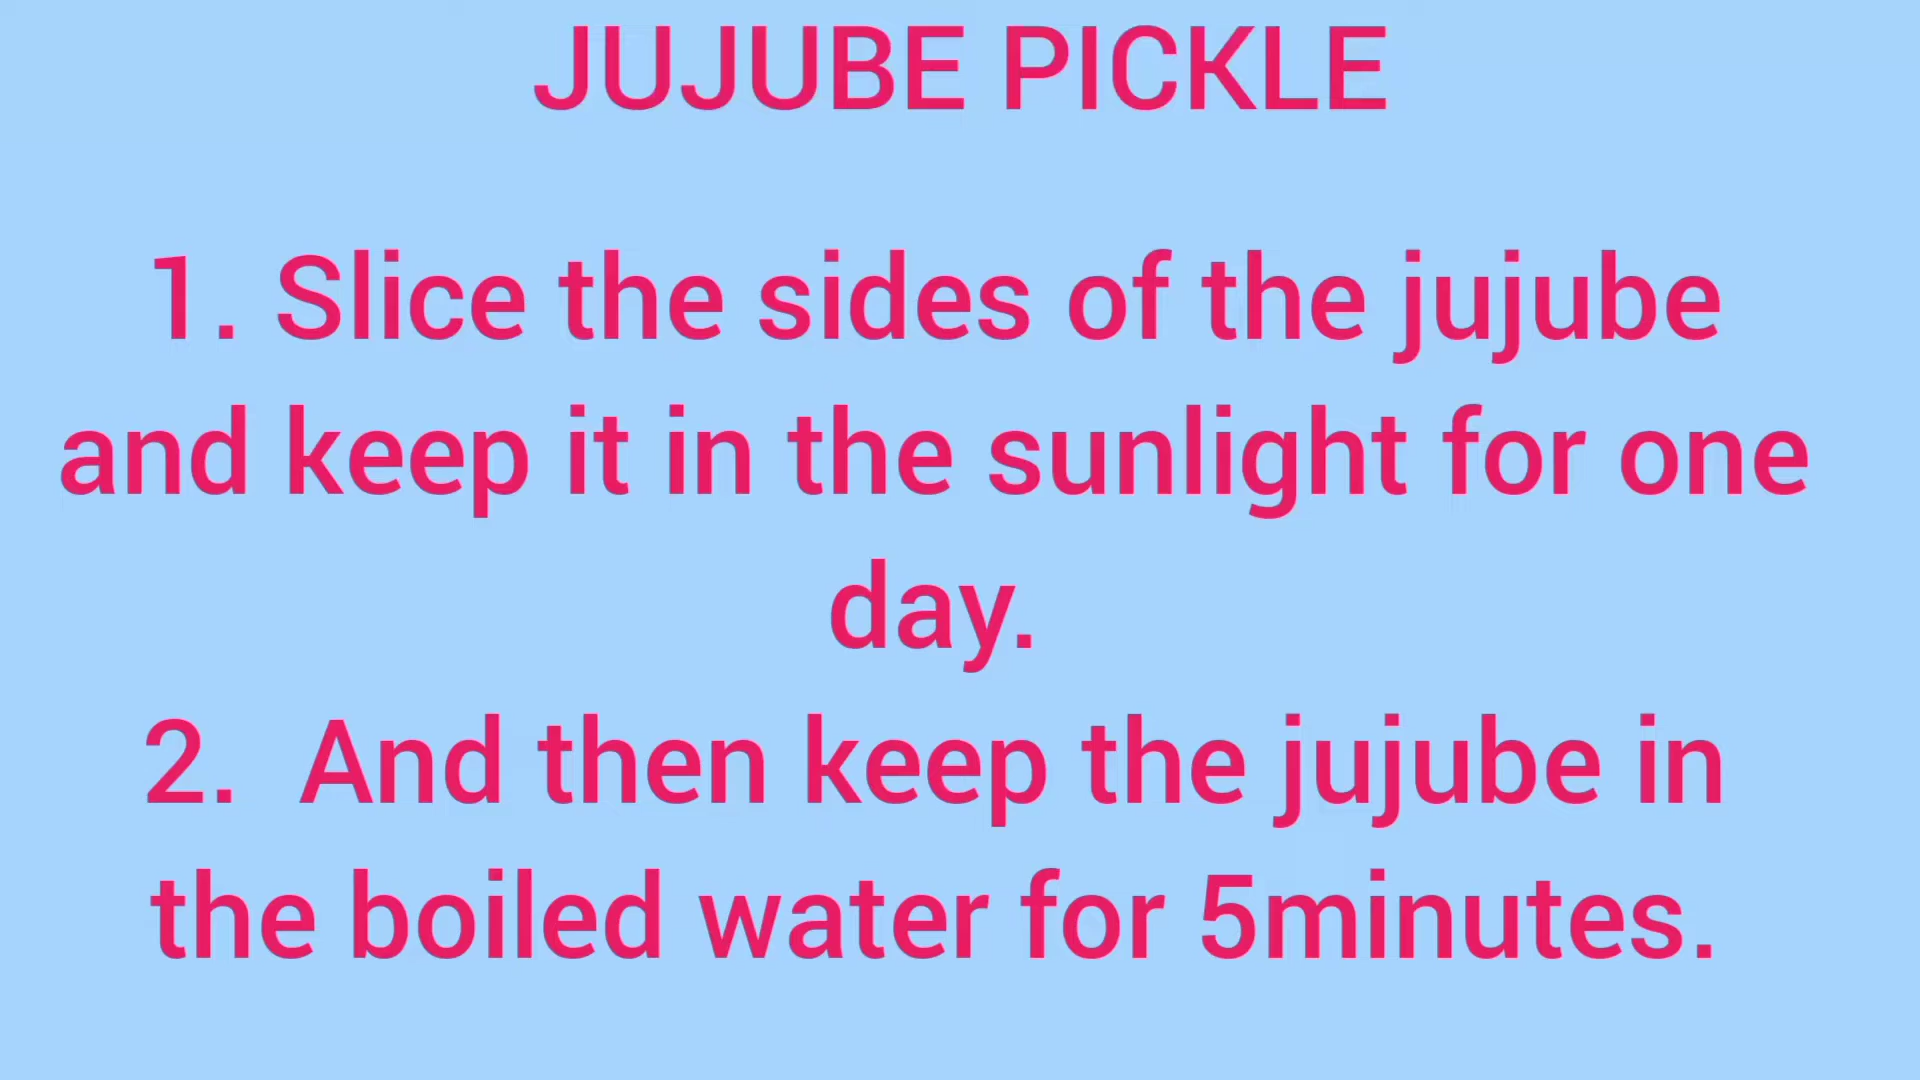 JUJUBE PICKLE
1. Slice the sides of the jujube
and keep it in the sunlight for one
day.
2.  And then keep the jujube in
the boiled water for 5minutes.